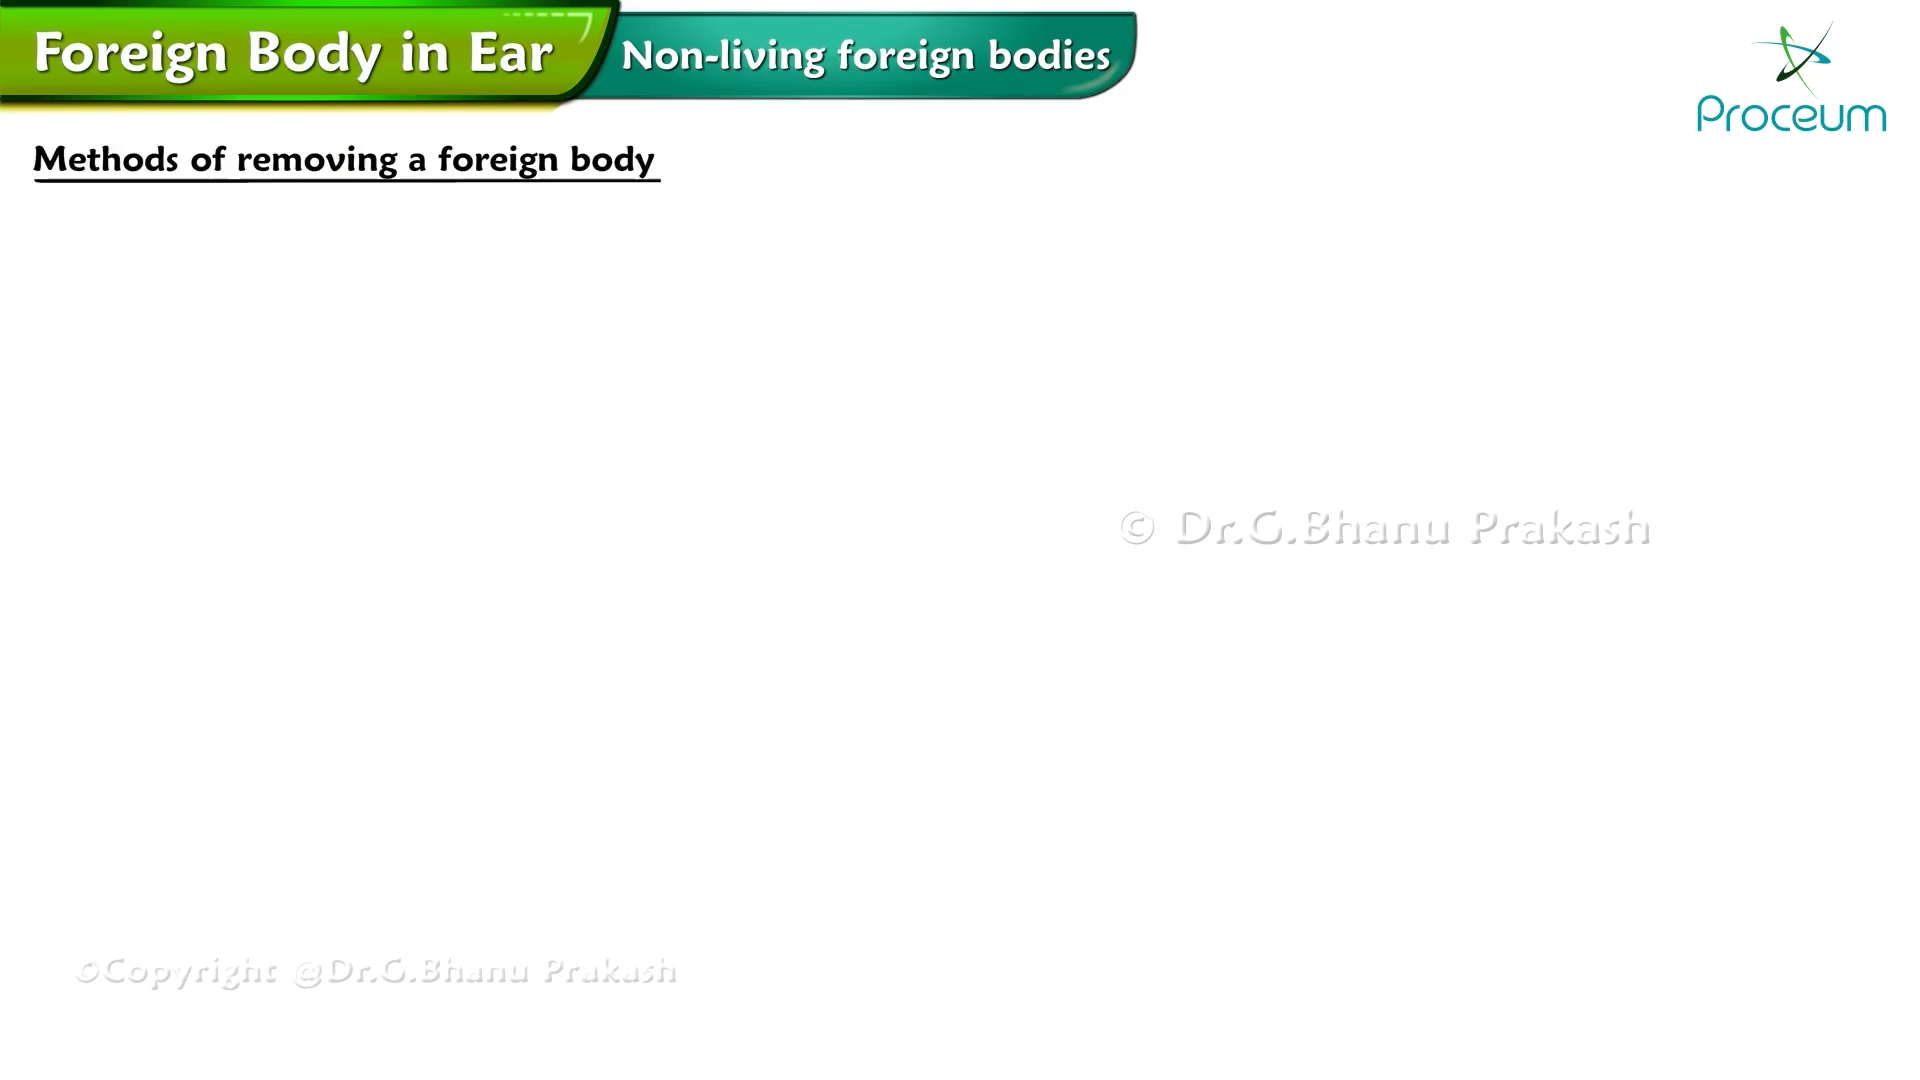 Foreign Body in Ear
Non-living foreign bodies
Proceum
Methods of removing a foreign body
© Dr.G.Bhanu Prakash
©Copyright @Dr.G.Bhanu Prakash